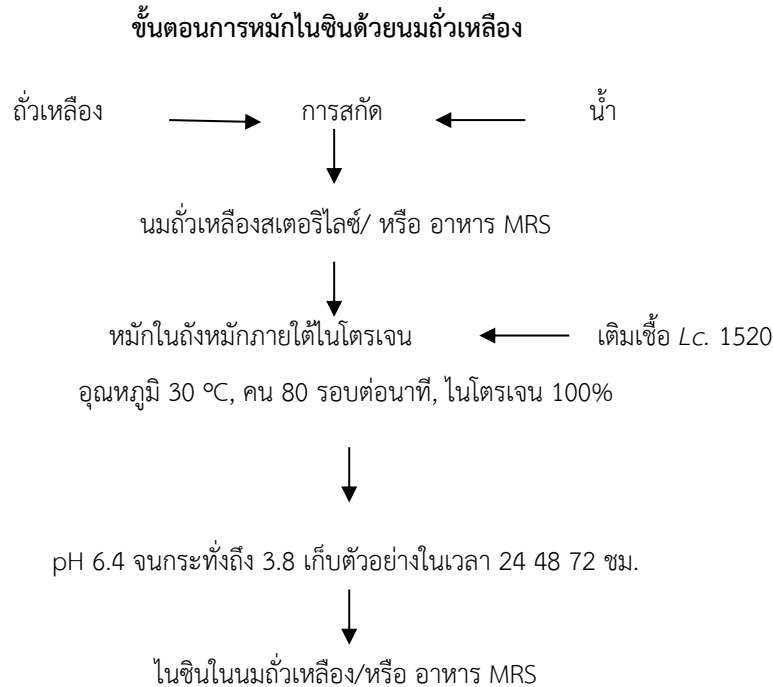 ขั้นตอนการหมักไนซินด้วยนมถั่วเหลือง
ถั่วเหลือง การสกัด น้ำ
นมถั่วเหลืองสเตอริไลซ์/ หรือ อาหาร MRS
หมักในถังหมักภายใต้ไนโตรเจน เติมเชื้อ Lc. 1520
อุณหภูมิ 30 °C, คน 80 รอบต่อนาที, ไนโตรเจน 100%
pH 6.4 จนกระทั่งถึง 3.8 เก็บตัวอย่างในเวลา 24 48 72 ชม.
ไนซินในนมถั่วเหลือง/หรือ อาหาร MRS